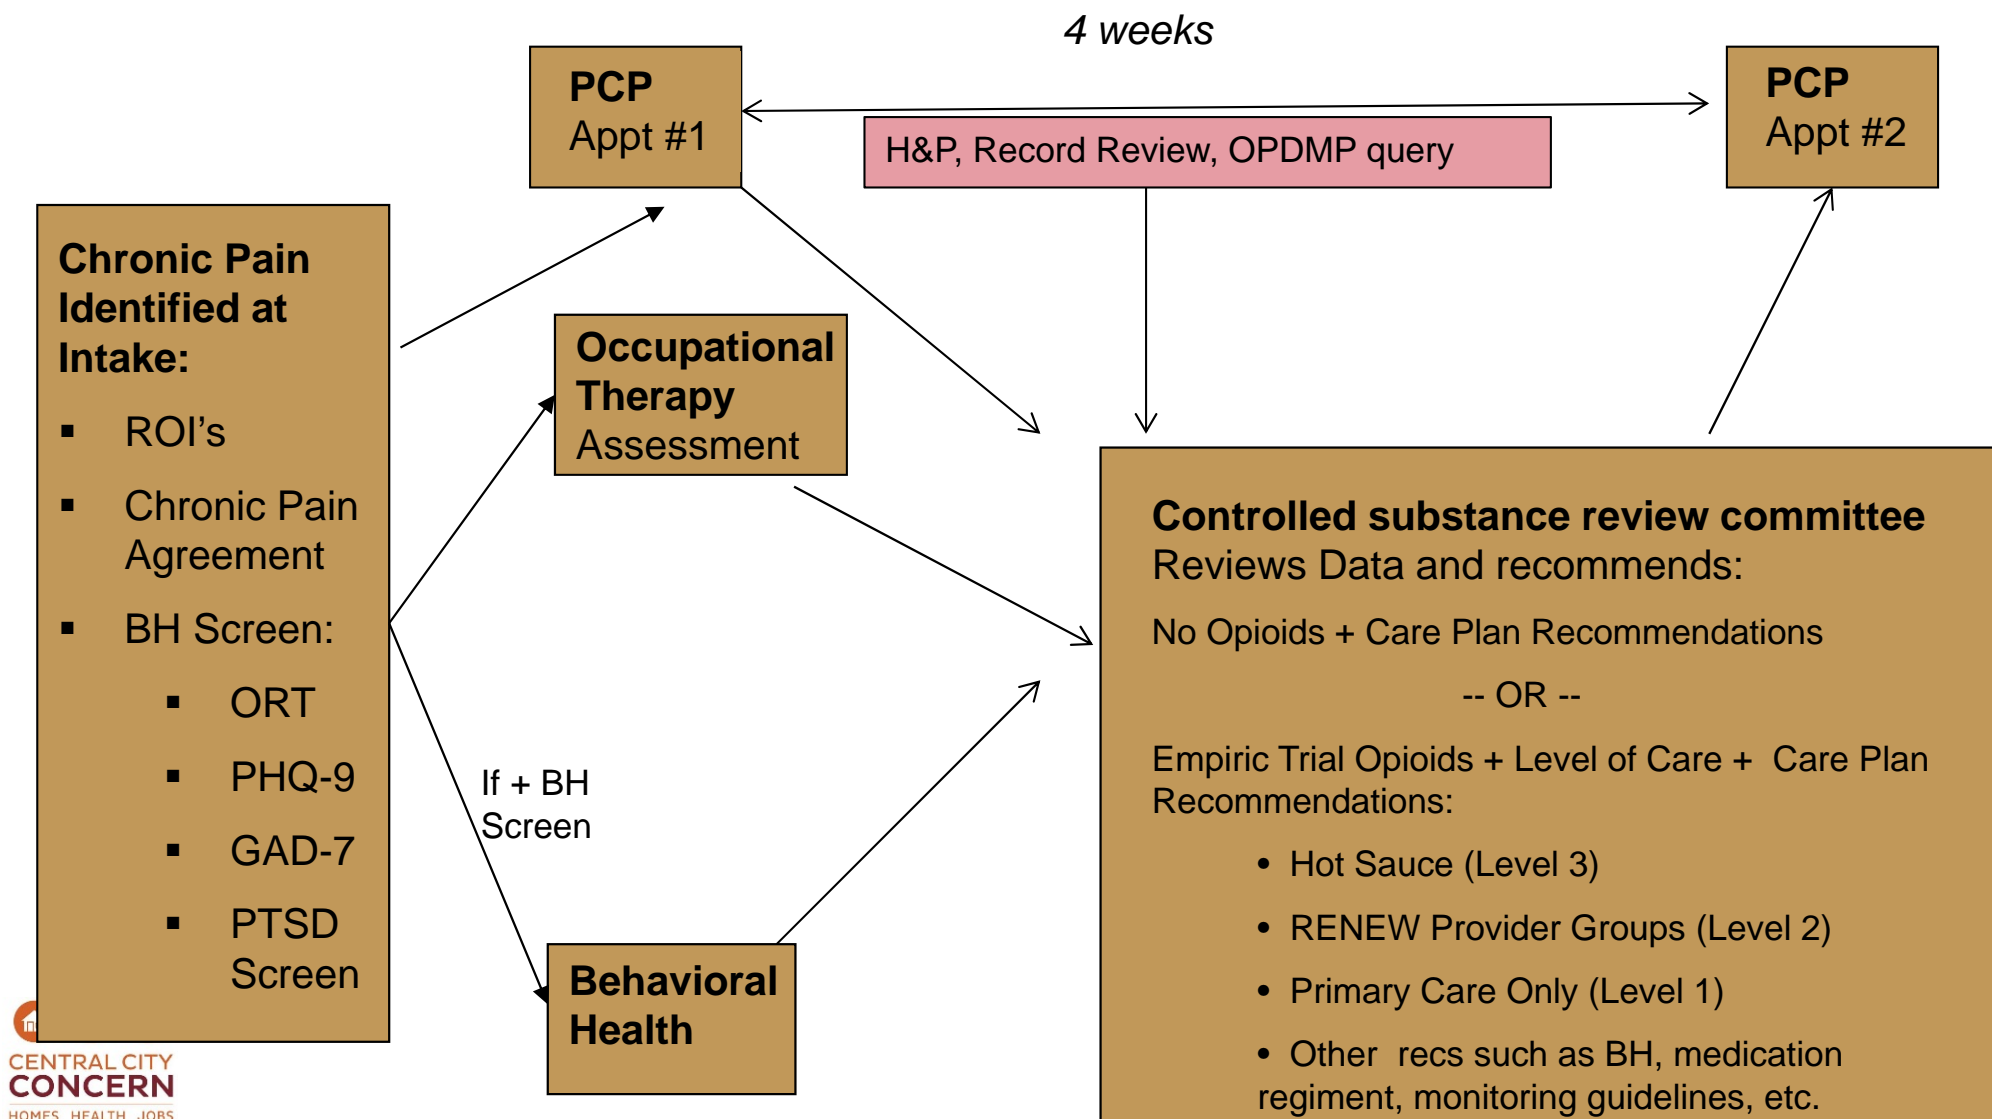 4 weeks
PCP
Appt #1
PCP
Appt #2
H&P, Record Review, OPDMP query
Chronic Pain
Identified at
Intake:
▪ ROI's
▪ Chronic Pain
Agreement
▪ BH Screen:
▪ ORT
▪ PHQ-9
▪ GAD-7
▪ PTSD
Screen
Occupational
Therapy
Assessment
If + BH
Screen
Behavioral
Health
Controlled substance review committee
Reviews Data and recommends:
No Opioids + Care Plan Recommendations
-- OR --
Empiric Trial Opioids + Level of Care + Care Plan
Recommendations:
• Hot Sauce (Level 3)
• RENEW Provider Groups (Level 2)
• Primary Care Only (Level 1)
• Other recs such as BH, medication
regiment, monitoring guidelines, etc.
CENTRAL CITY
CONCERN
HOMES HEALTH JOBS